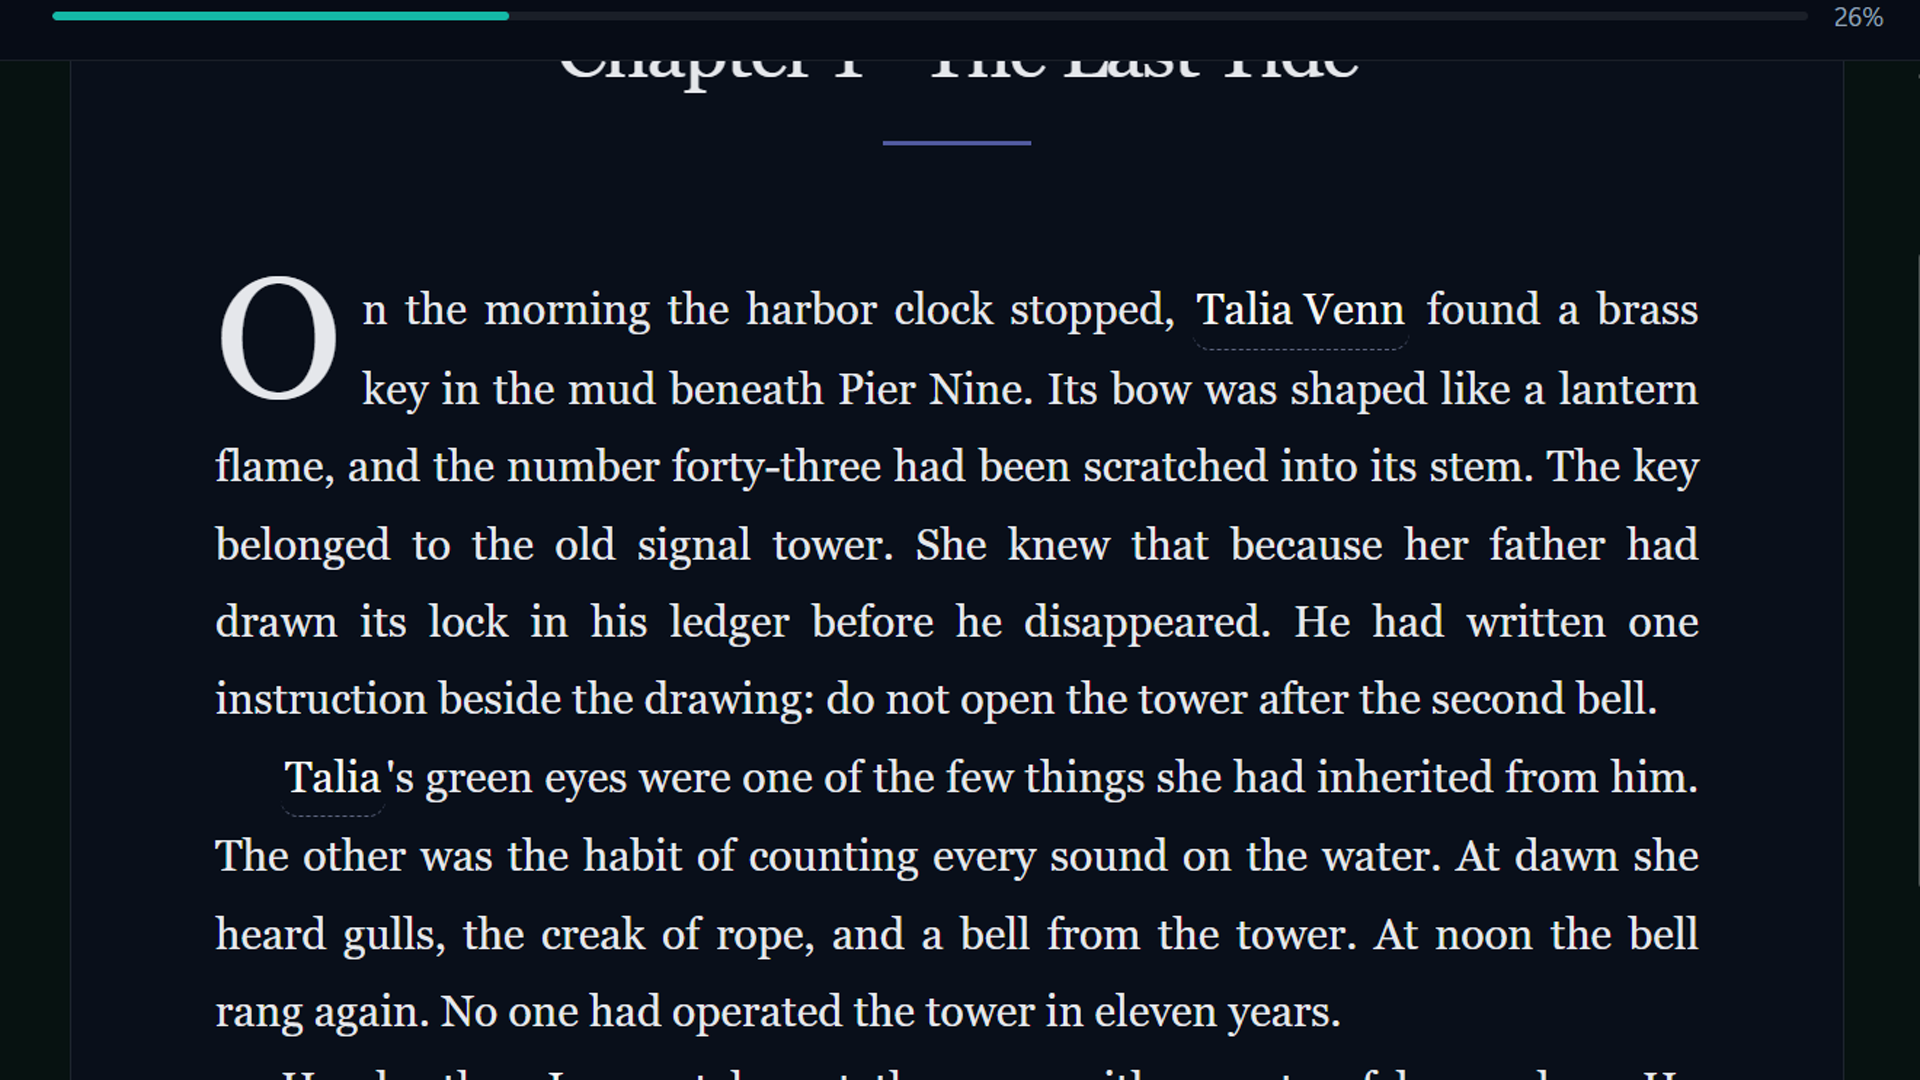 26%
Chapter 1 The Last Tide
On the morning the harbor clock stopped, Talia Venn found a brass
key in the mud beneath Pier Nine. Its bow was shaped like a lantern
flame, and the number forty-three had been scratched into its stem. The key
belonged to the old signal tower. She knew that because her father had
drawn its lock in his ledger before he disappeared. He had written one
instruction beside the drawing: do not open the tower after the second bell.
Talia's green eyes were one of the few things she had inherited from him.
The other was the habit of counting every sound on the water. At dawn she
heard gulls, the creak of rope, and a bell from the tower. At noon the bell
rang again. No one had operated the tower in eleven years.